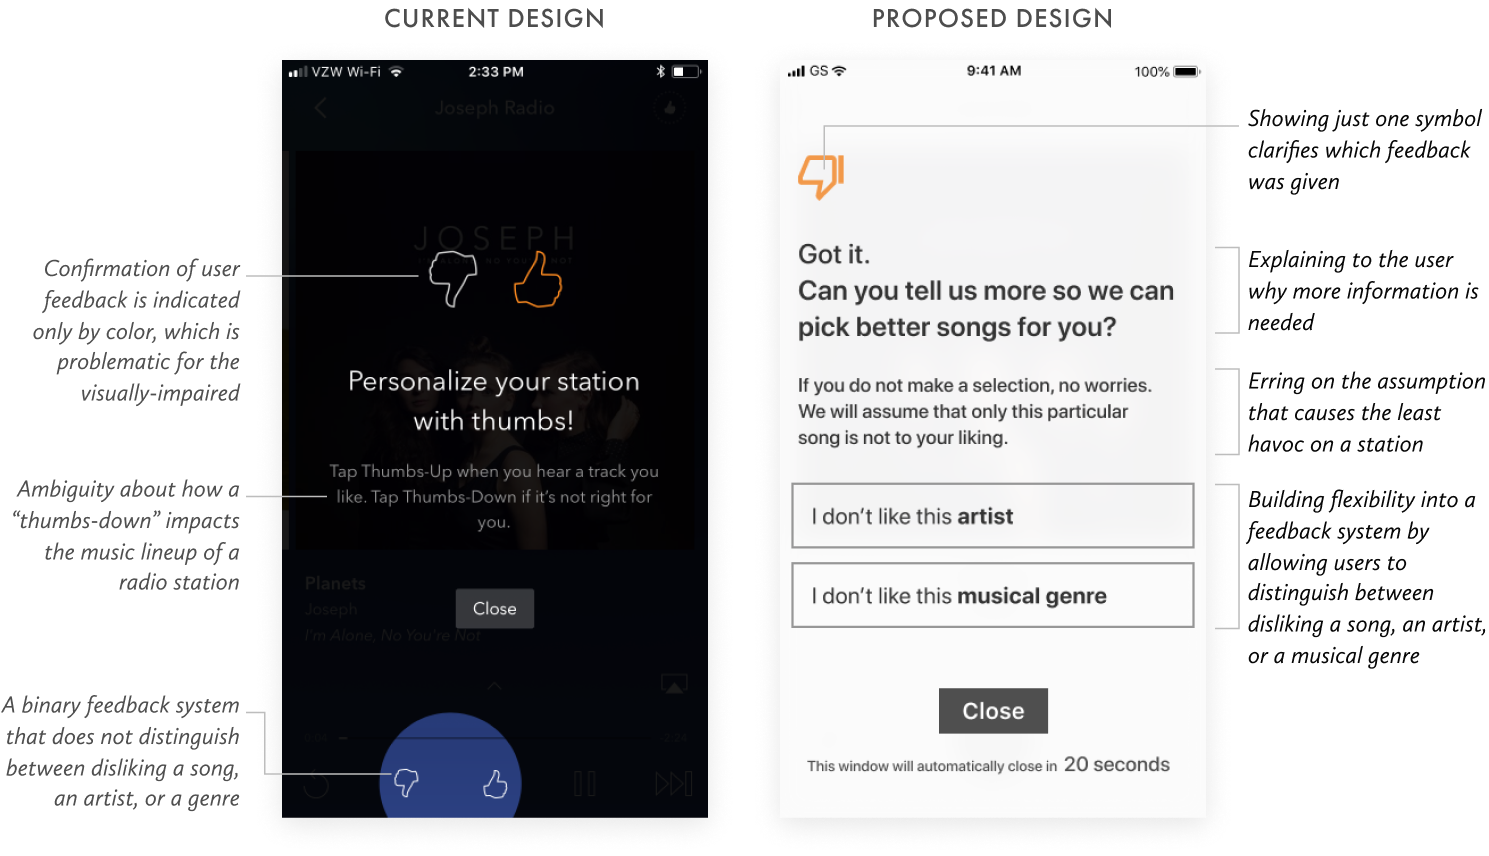 CURRENT DESIGN
PROPOSED DESIGN
Confirmation of user
feedback is indicated
only by color, which is
problematic for the
visually-impaired
Ambiguity about how a
“thumbs-down” impacts
the music lineup of a
radio station
A binary feedback system
that does not distinguish
between disliking a song,
an artist, or a genre
VZW Wi-Fi 2:33 PM
Joseph Radio
JOSEPH
Personalize your station
with thumbs!
Tap Thumbs-Up when you hear a track you
like. Tap Thumbs-Down if it’s not right for
you.
Planets
Joseph
I'm Alone, No You're Not
Close
GS 9:41 AM 100%
Got it.
Can you tell us more so we can
pick better songs for you?
If you do not make a selection, no worries.
We will assume that only this particular
song is not to your liking.
I don’t like this artist
I don’t like this musical genre
Close
This window will automatically close in 20 seconds
Showing just one symbol
clarifies which feedback
was given
Explaining to the user
why more information is
needed
Erring on the assumption
that causes the least
havoc on a station
Building flexibility into a
feedback system by
allowing users to
distinguish between
disliking a song, an artist,
or a musical genre